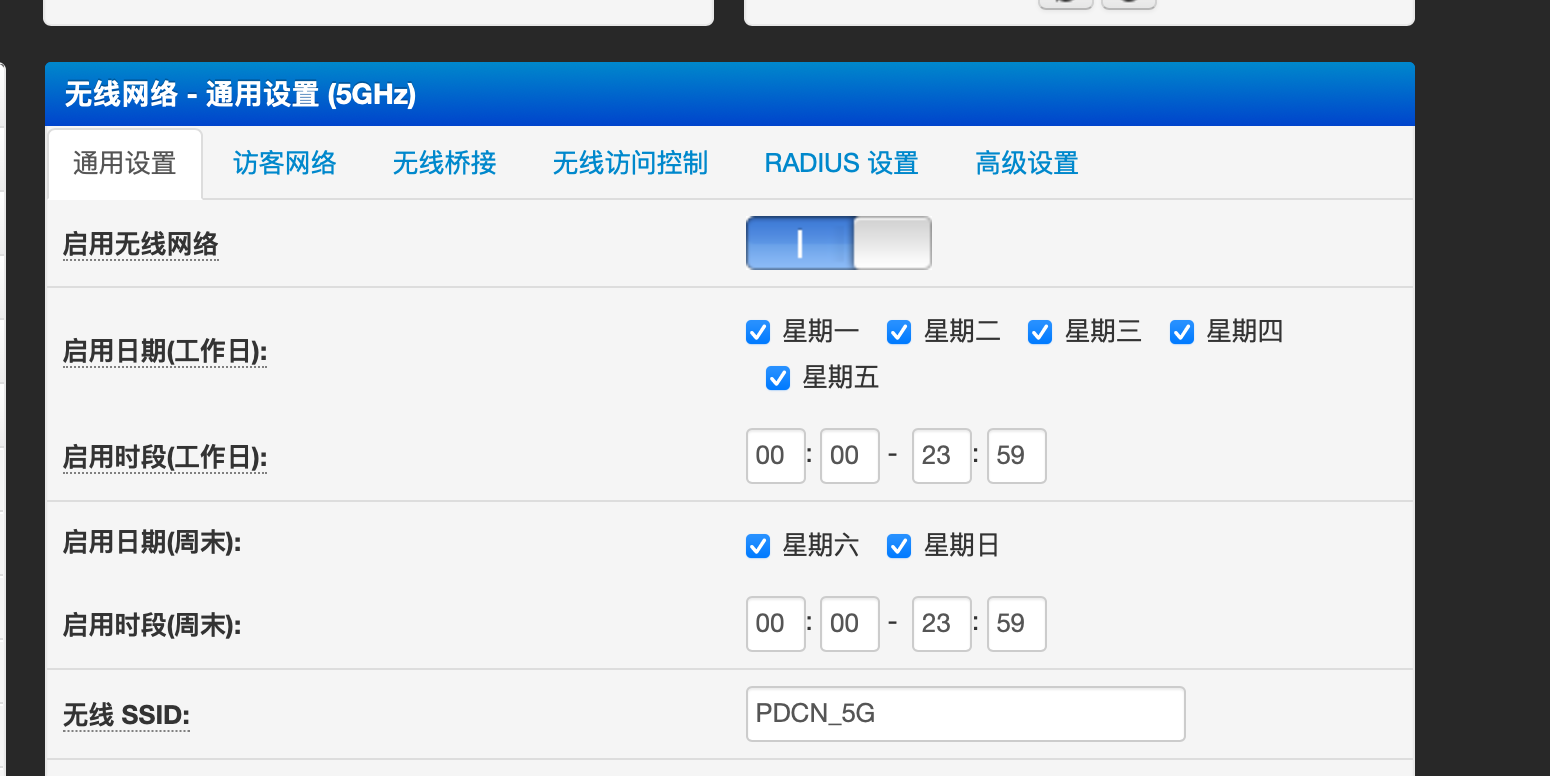 无线网络 - 通用设置 (5GHz)
通用设置 访客网络 无线桥接 无线访问控制 RADIUS 设置 高级设置
启用无线网络
启用日期(工作日): 星期一 星期二 星期三 星期四
星期五
启用时段(工作日): 00 : 00 - 23 : 59
启用日期(周末): 星期六 星期日
启用时段(周末): 00 : 00 - 23 : 59
无线 SSID: PDCN_5G